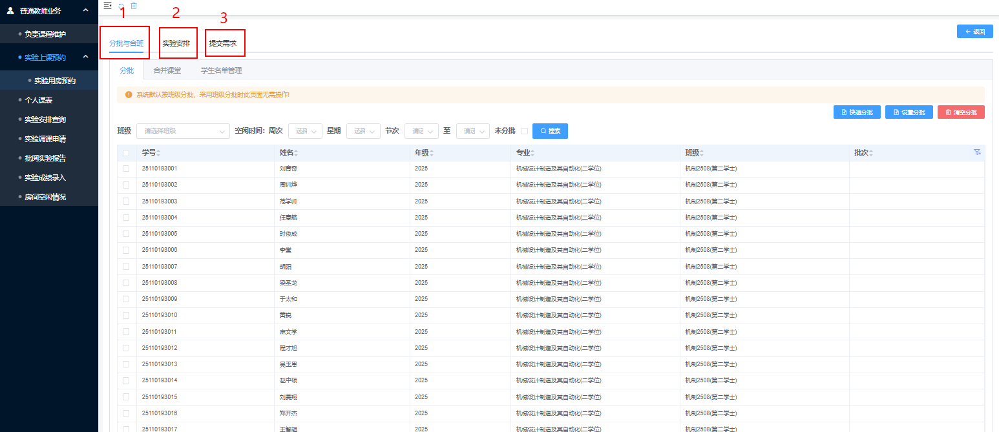 普通教师业务
负责课程维护
实验上课预约
实验用房预约
个人课表
实验安排查询
实验调课申请
批阅实验报告
实验成绩录入
房间空闲情况
1 2 3
分批与合班 实验安排 提交需求
返回
分批 合并课堂 学生名单管理
系统默认按班级分批，采用班级分批时此页面无需操作!
快速分批 设置分批 清空分批
班级 请选择班级 空闲时间: 周次 选择 星期 选择 节次 请选 至 请选 未分批 搜索
学号 姓名 年级 专业 班级 批次
25110193001 刘育奇 2025 机械设计制造及其自动化(二学位) 机制2508(第二学士)
25110193002 周训烨 2025 机械设计制造及其自动化(二学位) 机制2508(第二学士)
25110193003 范学帅 2025 机械设计制造及其自动化(二学位) 机制2508(第二学士)
25110193004 任意航 2025 机械设计制造及其自动化(二学位) 机制2508(第二学士)
25110193005 时俊成 2025 机械设计制造及其自动化(二学位) 机制2508(第二学士)
25110193006 李堂 2025 机械设计制造及其自动化(二学位) 机制2508(第二学士)
25110193007 胡阳 2025 机械设计制造及其自动化(二学位) 机制2508(第二学士)
25110193008 梁圣龙 2025 机械设计制造及其自动化(二学位) 机制2508(第二学士)
25110193009 于太和 2025 机械设计制造及其自动化(二学位) 机制2508(第二学士)
25110193010 黄锐 2025 机械设计制造及其自动化(二学位) 机制2508(第二学士)
25110193011 麻文学 2025 机械设计制造及其自动化(二学位) 机制2508(第二学士)
25110193012 程才旭 2025 机械设计制造及其自动化(二学位) 机制2508(第二学士)
25110193013 吴玉恩 2025 机械设计制造及其自动化(二学位) 机制2508(第二学士)
25110193014 赵中硕 2025 机械设计制造及其自动化(二学位) 机制2508(第二学士)
25110193015 刘昊翔 2025 机械设计制造及其自动化(二学位) 机制2508(第二学士)
25110193016 郑开杰 2025 机械设计制造及其自动化(二学位) 机制2508(第二学士)
25110193017 王智超 2025 机械设计制造及其自动化(二学位) 机制2508(第二学士)